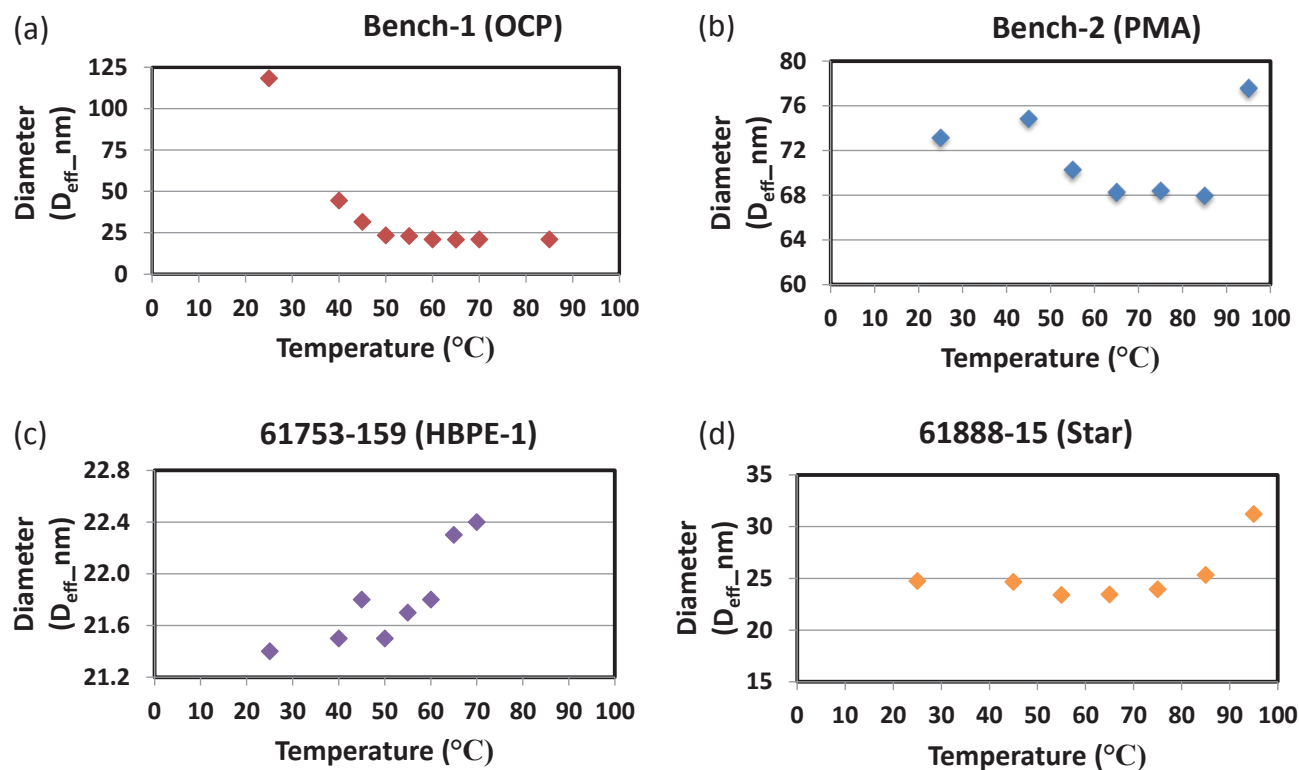 (a)
Bench-1 (OCP)
125
100
75
50
25
0
Diameter
(Deff_nm)
0 10 20 30 40 50 60 70 80 90 100
Temperature (°C)
(b)
Bench-2 (PMA)
80
76
72
68
64
60
Diameter
(Deff_nm)
0 10 20 30 40 50 60 70 80 90 100
Temperature (°C)
(c)
61753-159 (HBPE-1)
22.8
22.4
22.0
21.6
21.2
Diameter
(Deff_nm)
0 10 20 30 40 50 60 70 80 90 100
Temperature (°C)
(d)
61888-15 (Star)
35
30
25
20
15
Diameter
(Deff_nm)
0 10 20 30 40 50 60 70 80 90 100
Temperature (°C)